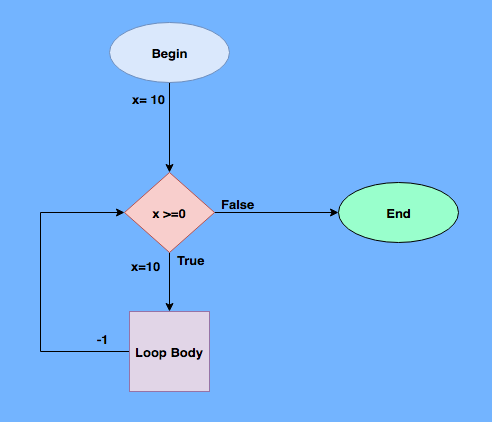 Begin
x= 10
x >=0
False
End
x=10
True
-1
Loop Body